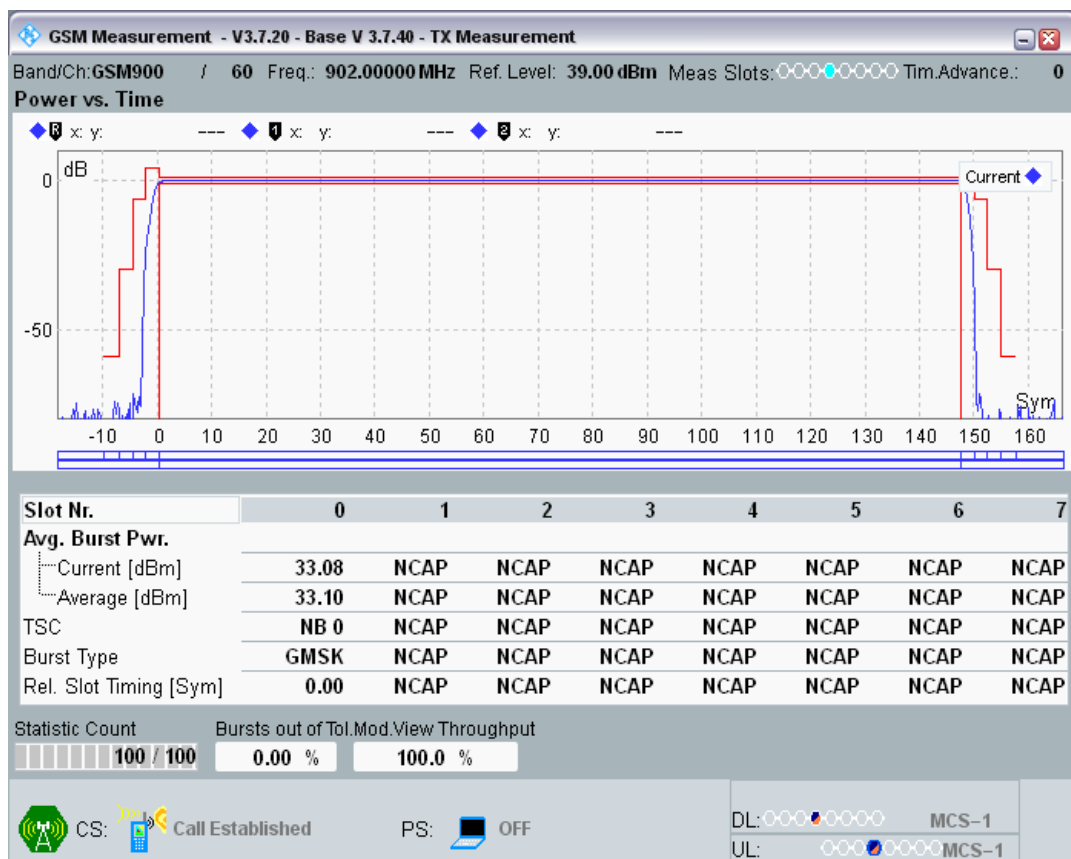 GSM Measurement - V3.7.20 - Base V 3.7.40 - TX Measurement
Band/Ch:GSM900 / 60 Freq.: 902.00000 MHz Ref. Level: 39.00 dBm Meas Slots: Tim.Advance.: 0
Power vs. Time
R x: y: --- 1 x: y: --- 2 x: y: ---
dB
Current
0
-50
Sym
-10 0 10 20 30 40 50 60 70 80 90 100 110 120 130 140 150 160
Slot Nr. 0 1 2 3 4 5 6 7
Avg. Burst Pwr.
Current [dBm] 33.08 NCAP NCAP NCAP NCAP NCAP NCAP NCAP
Average [dBm] 33.10 NCAP NCAP NCAP NCAP NCAP NCAP NCAP
TSC NB 0 NCAP NCAP NCAP NCAP NCAP NCAP NCAP
Burst Type GMSK NCAP NCAP NCAP NCAP NCAP NCAP NCAP
Rel. Slot Timing [Sym] 0.00 NCAP NCAP NCAP NCAP NCAP NCAP NCAP
Statistic Count Bursts out of Tol. Mod.View Throughput
100 / 100 0.00 % 100.0 %
CS: Call Established PS: OFF
DL: MCS-1
UL: MCS-1